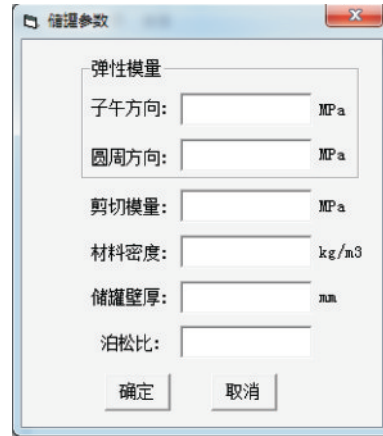 储罐参数
弹性模量
子午方向: MPa
圆周方向: MPa
剪切模量: MPa
材料密度: kg/m3
储罐壁厚: mm
泊松比:
确定 取消